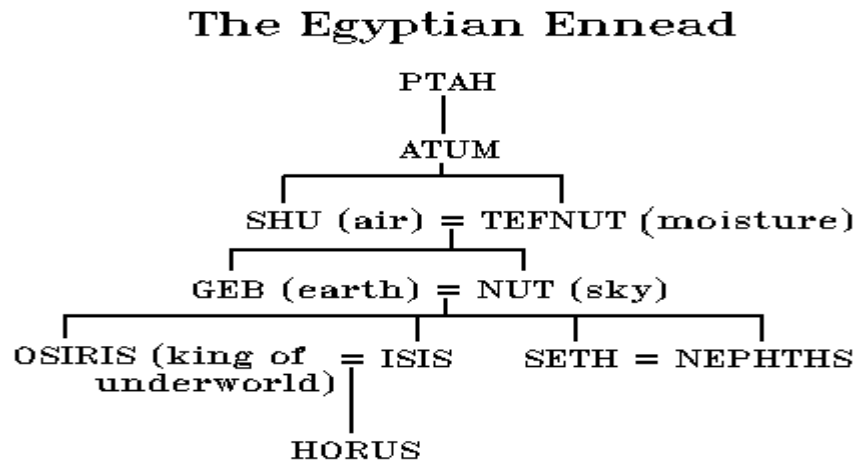 The Egyptian Ennead
PTAH
ATUM
SHU (air) = TEFNUT (moisture)
GEB (earth) = NUT (sky)
OSIRIS (king of underworld) = ISIS SETH = NEPHTHS
HORUS